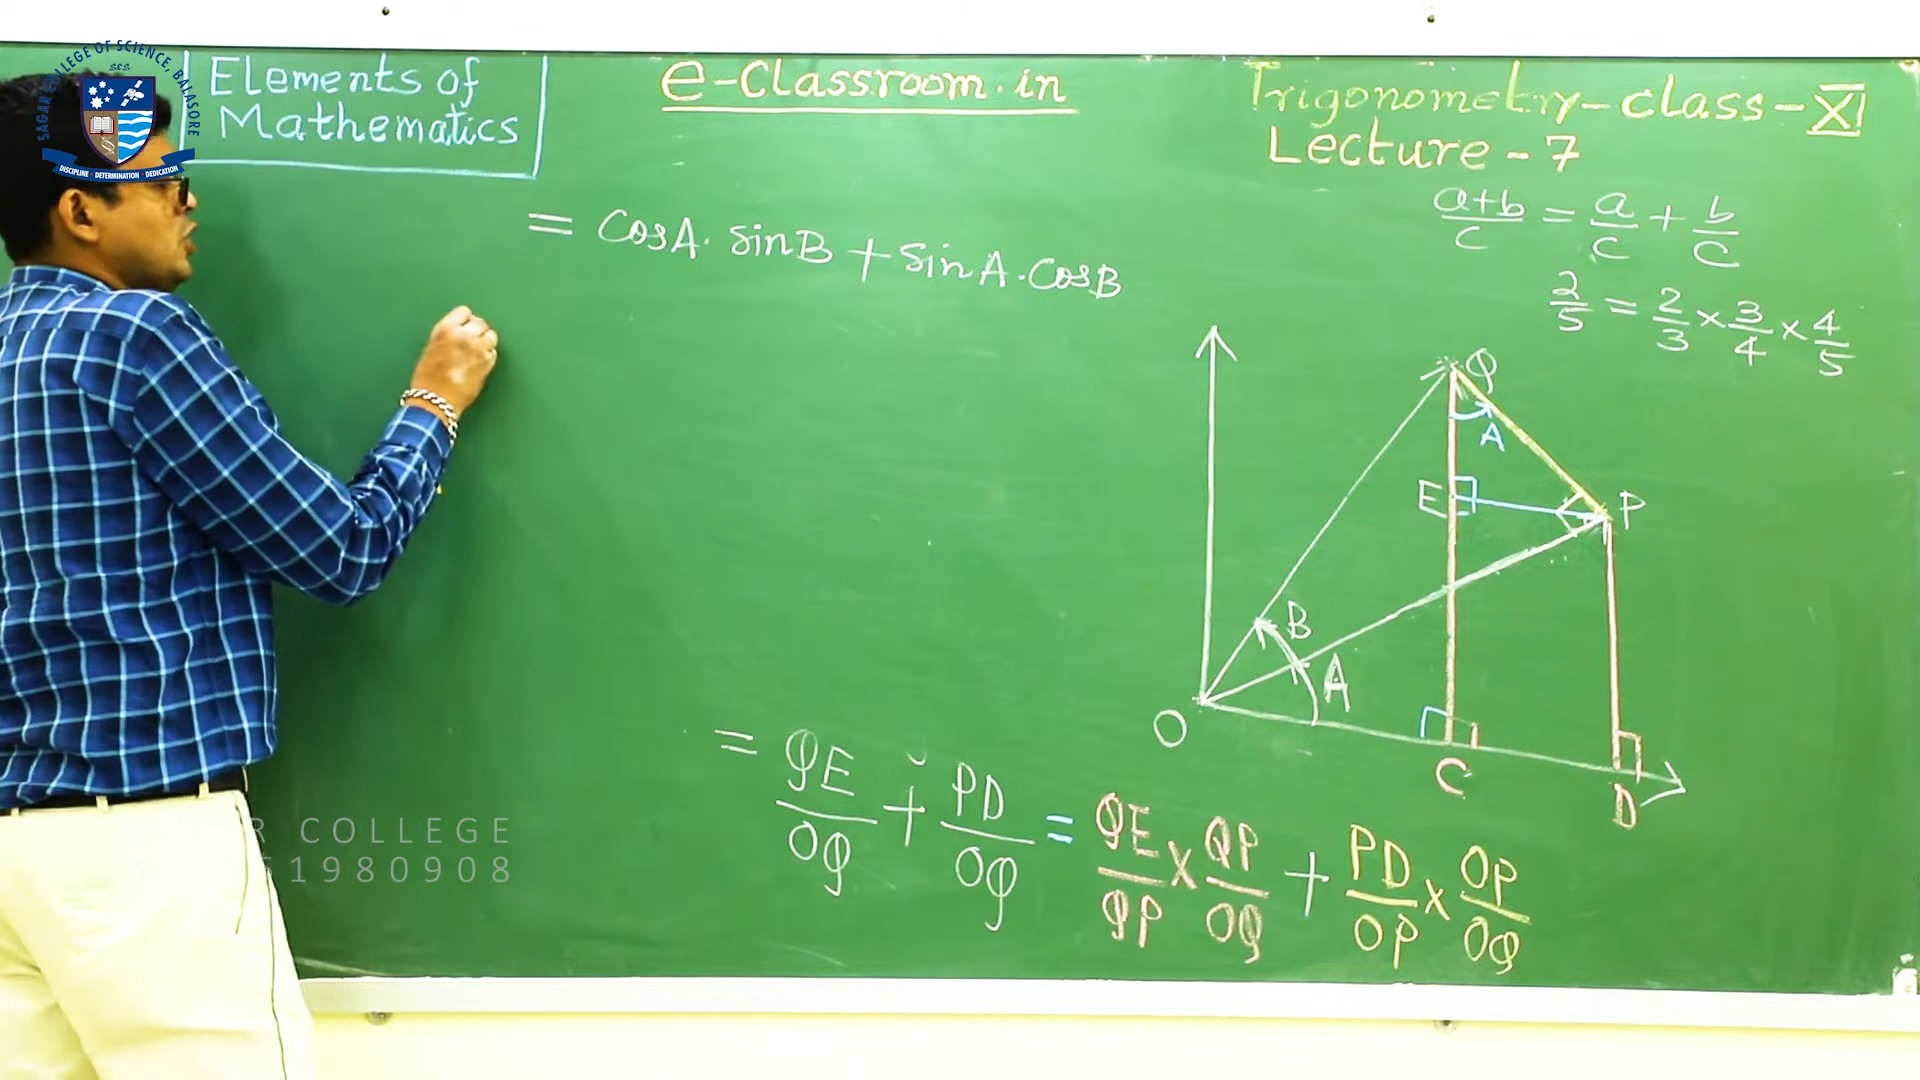 SAGAR COLLEGE OF SCIENCE, BALASORE
SCS
DISCIPLINE DETERMINATION DEDICATION
Elements of
Mathematics
e-Classroom.in
Trigonometry-class-XI
Lecture-7
(a+b)/c = a/c + b/c
= cosA. sinB + sinA.cosB
2/5 = 2/3 × 3/4 × 4/5
Q
A
E
P
B
A
O
C
D
= QE/OQ + PD/OQ = QE/QP × QP/OQ + PD/OP × OP/OQ
R COLLEGE
1980908